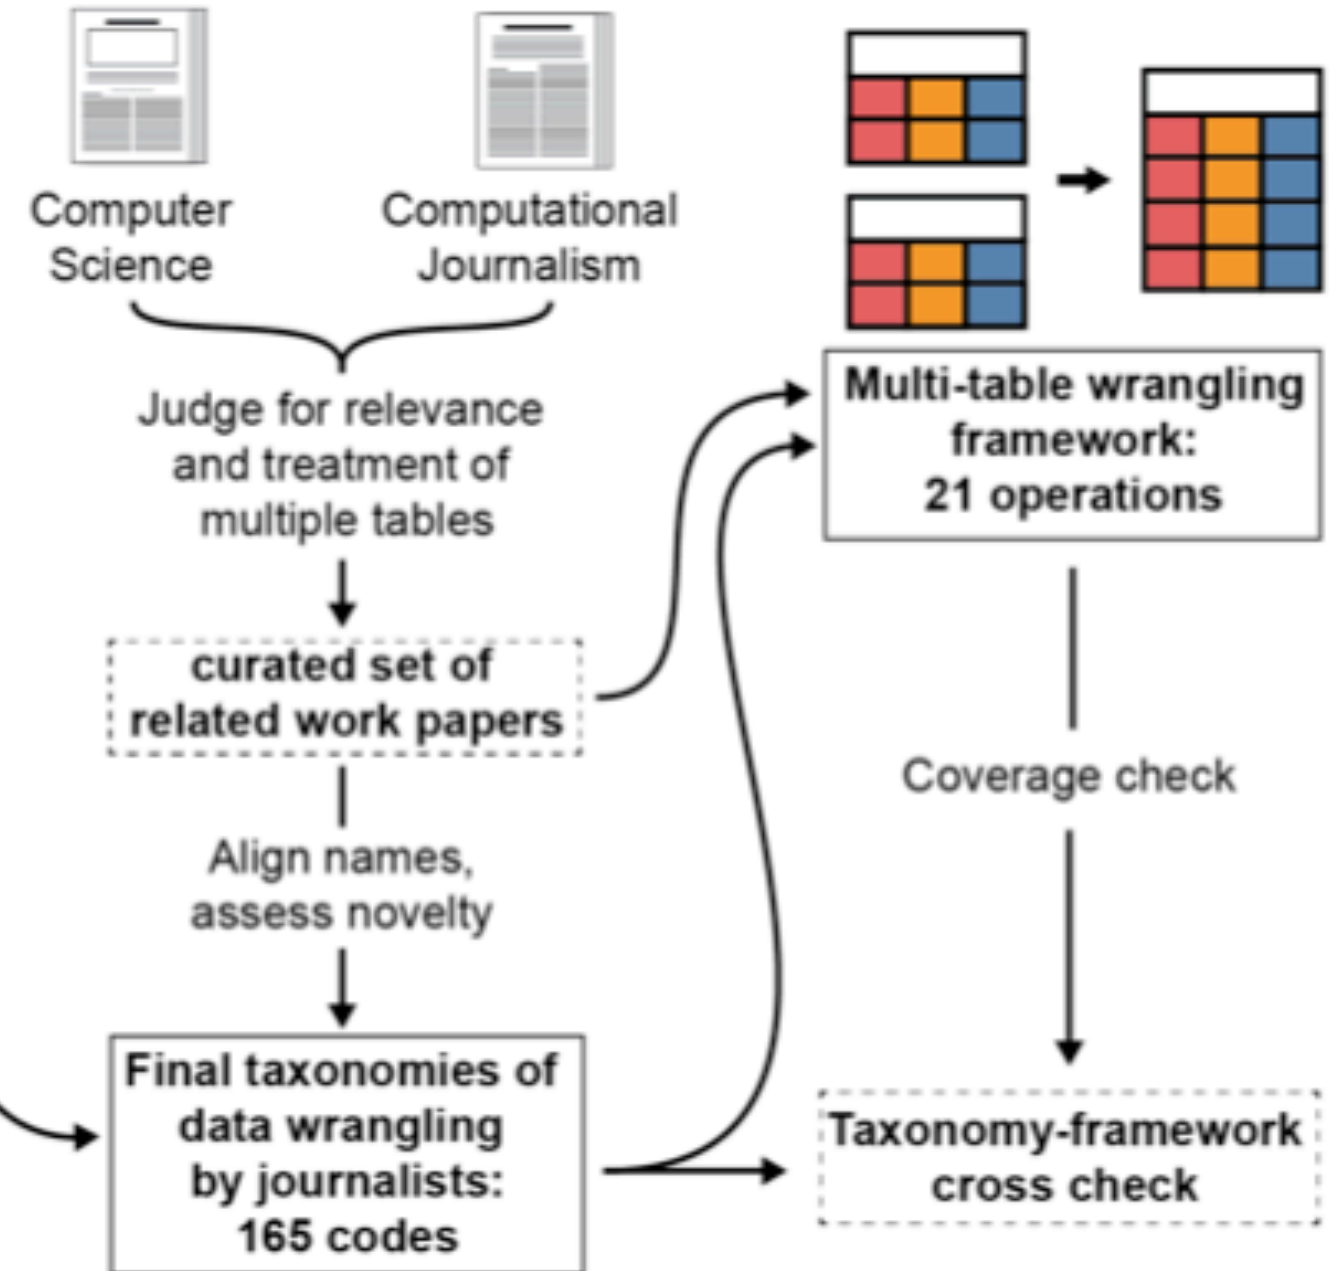 Computer
Science
Computational
Journalism
Judge for relevance
and treatment of
multiple tables
curated set of
related work papers
Align names,
assess novelty
Final taxonomies of
data wrangling
by journalists:
165 codes
Multi-table wrangling
framework:
21 operations
Coverage check
Taxonomy-framework
cross check